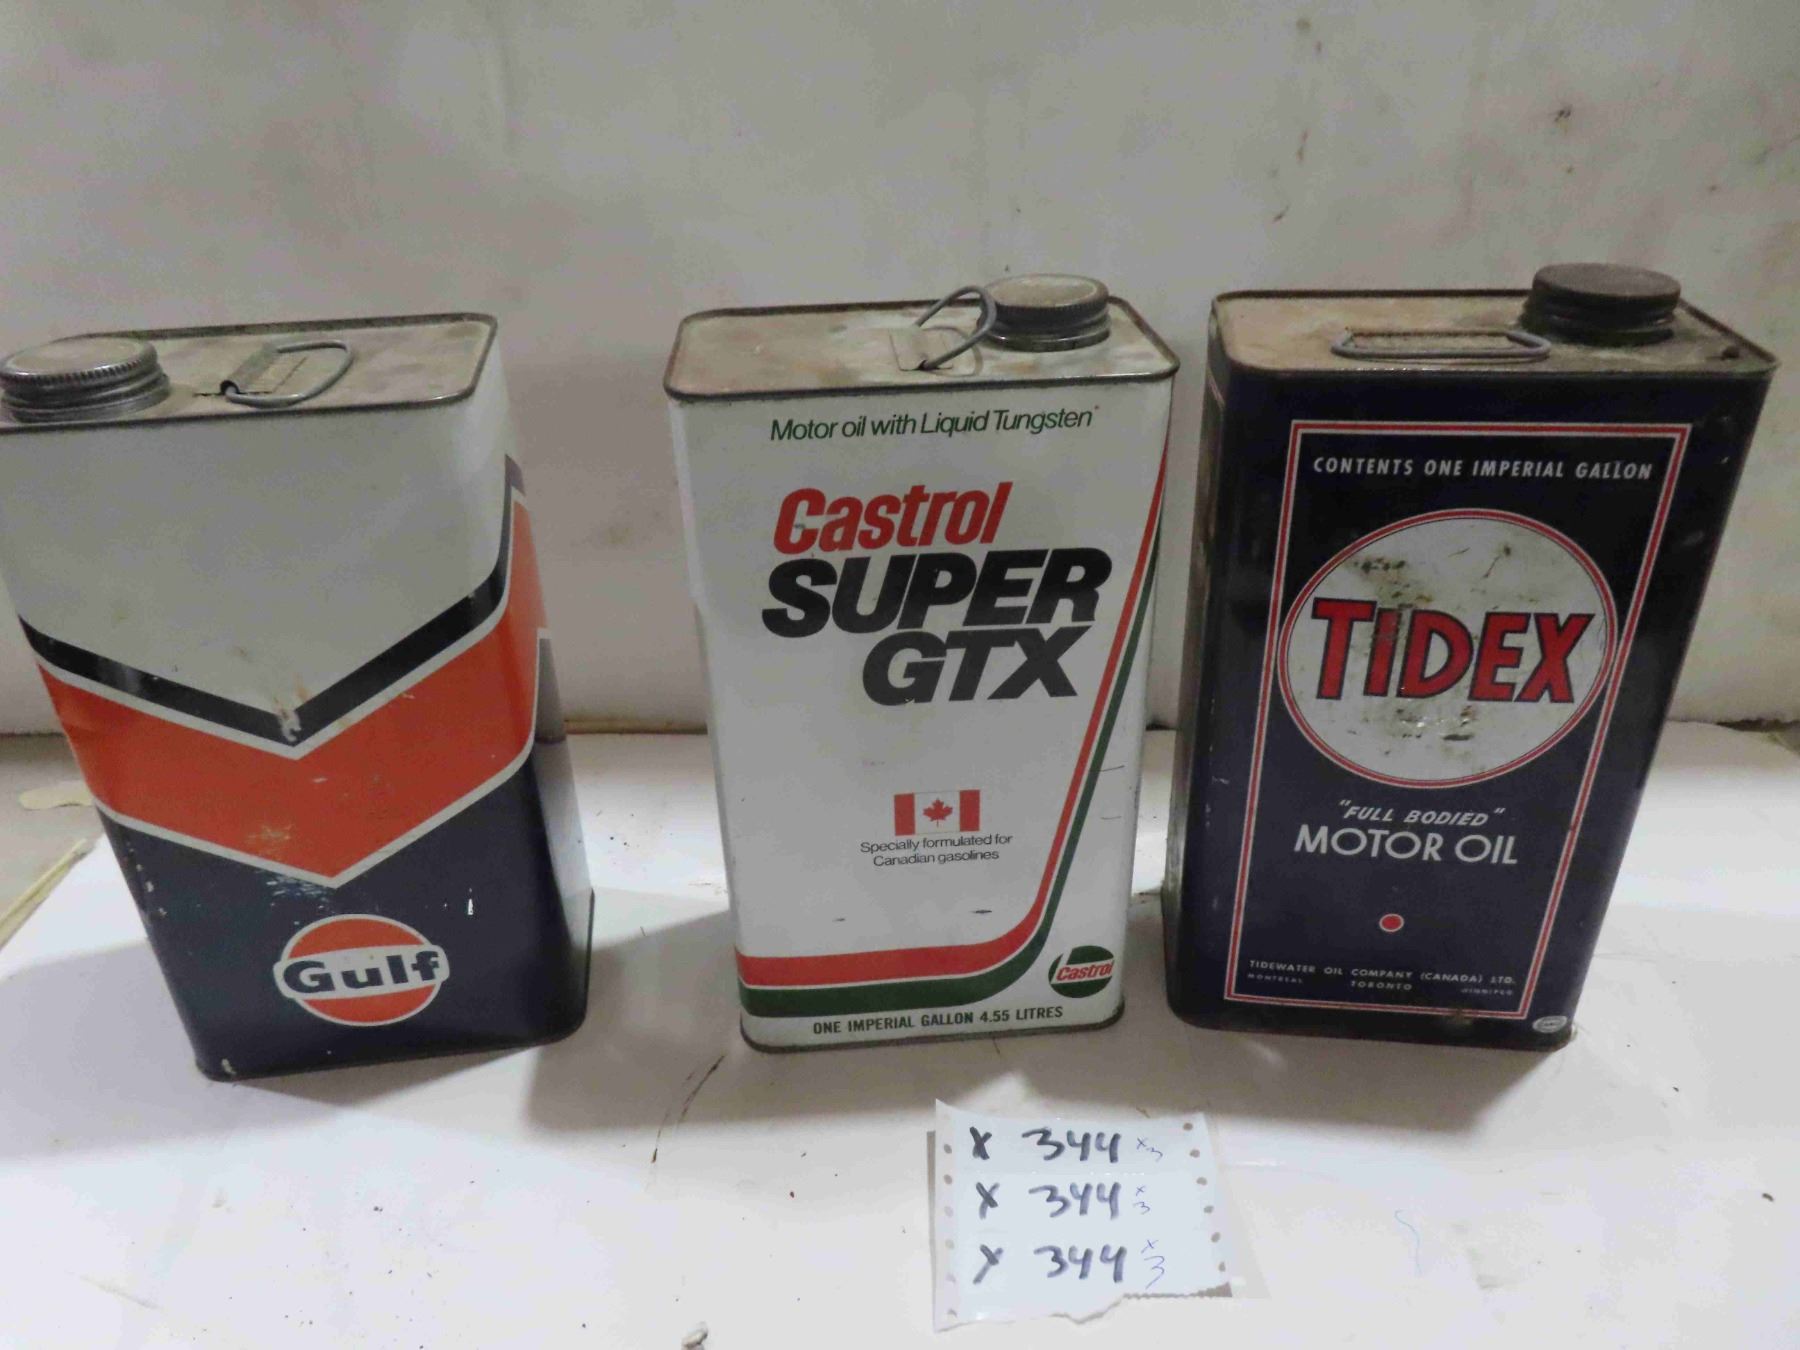 Gulf
Motor oil with Liquid Tungsten*
Castrol
SUPER
GTX
Specially formulated for
Canadian gasolines
Castrol
ONE IMPERIAL GALLON 4.55 LITRES
CONTENTS ONE IMPERIAL GALLON
TIDEX
"FULL BODIED"
MOTOR OIL
TIDEWATER OIL COMPANY (CANADA) LTD.
MONTREAL TORONTO WINNIPEG
X 344 x3
X 344 x3
X 344 x3